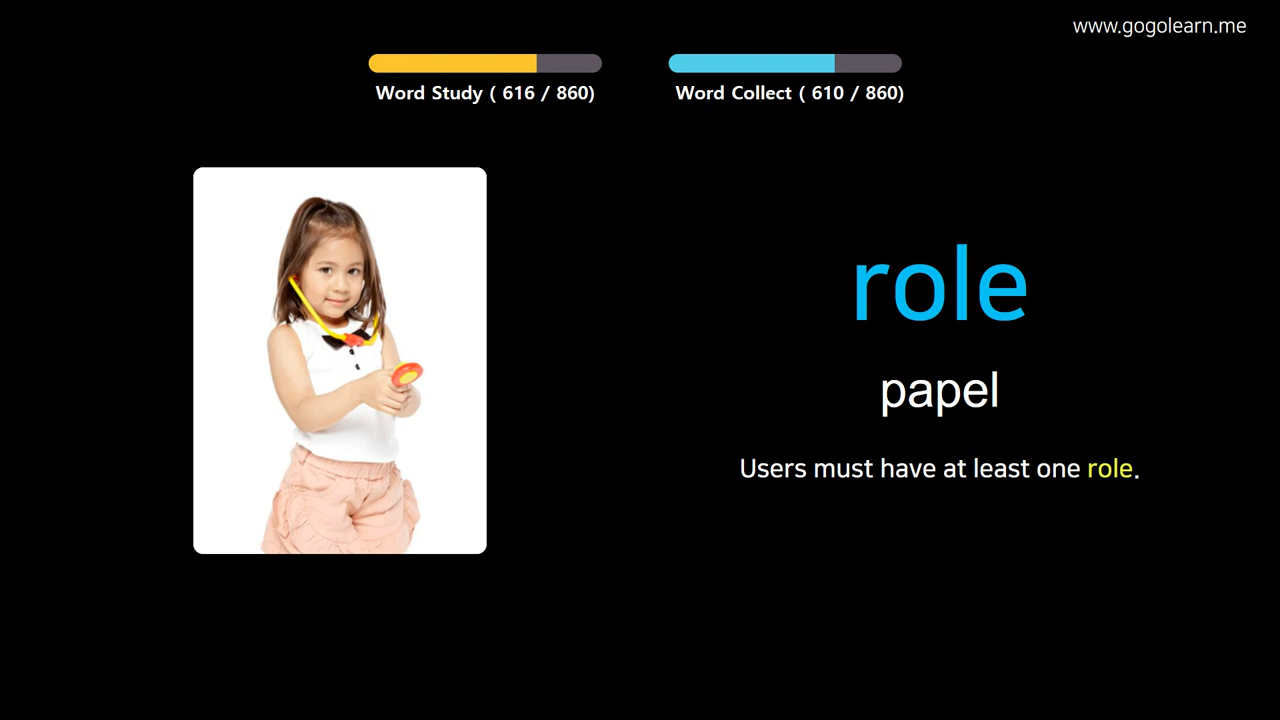 www.gogolearn.me
Word Study ( 616 / 860)
Word Collect ( 610 / 860)
role
papel
Users must have at least one role.